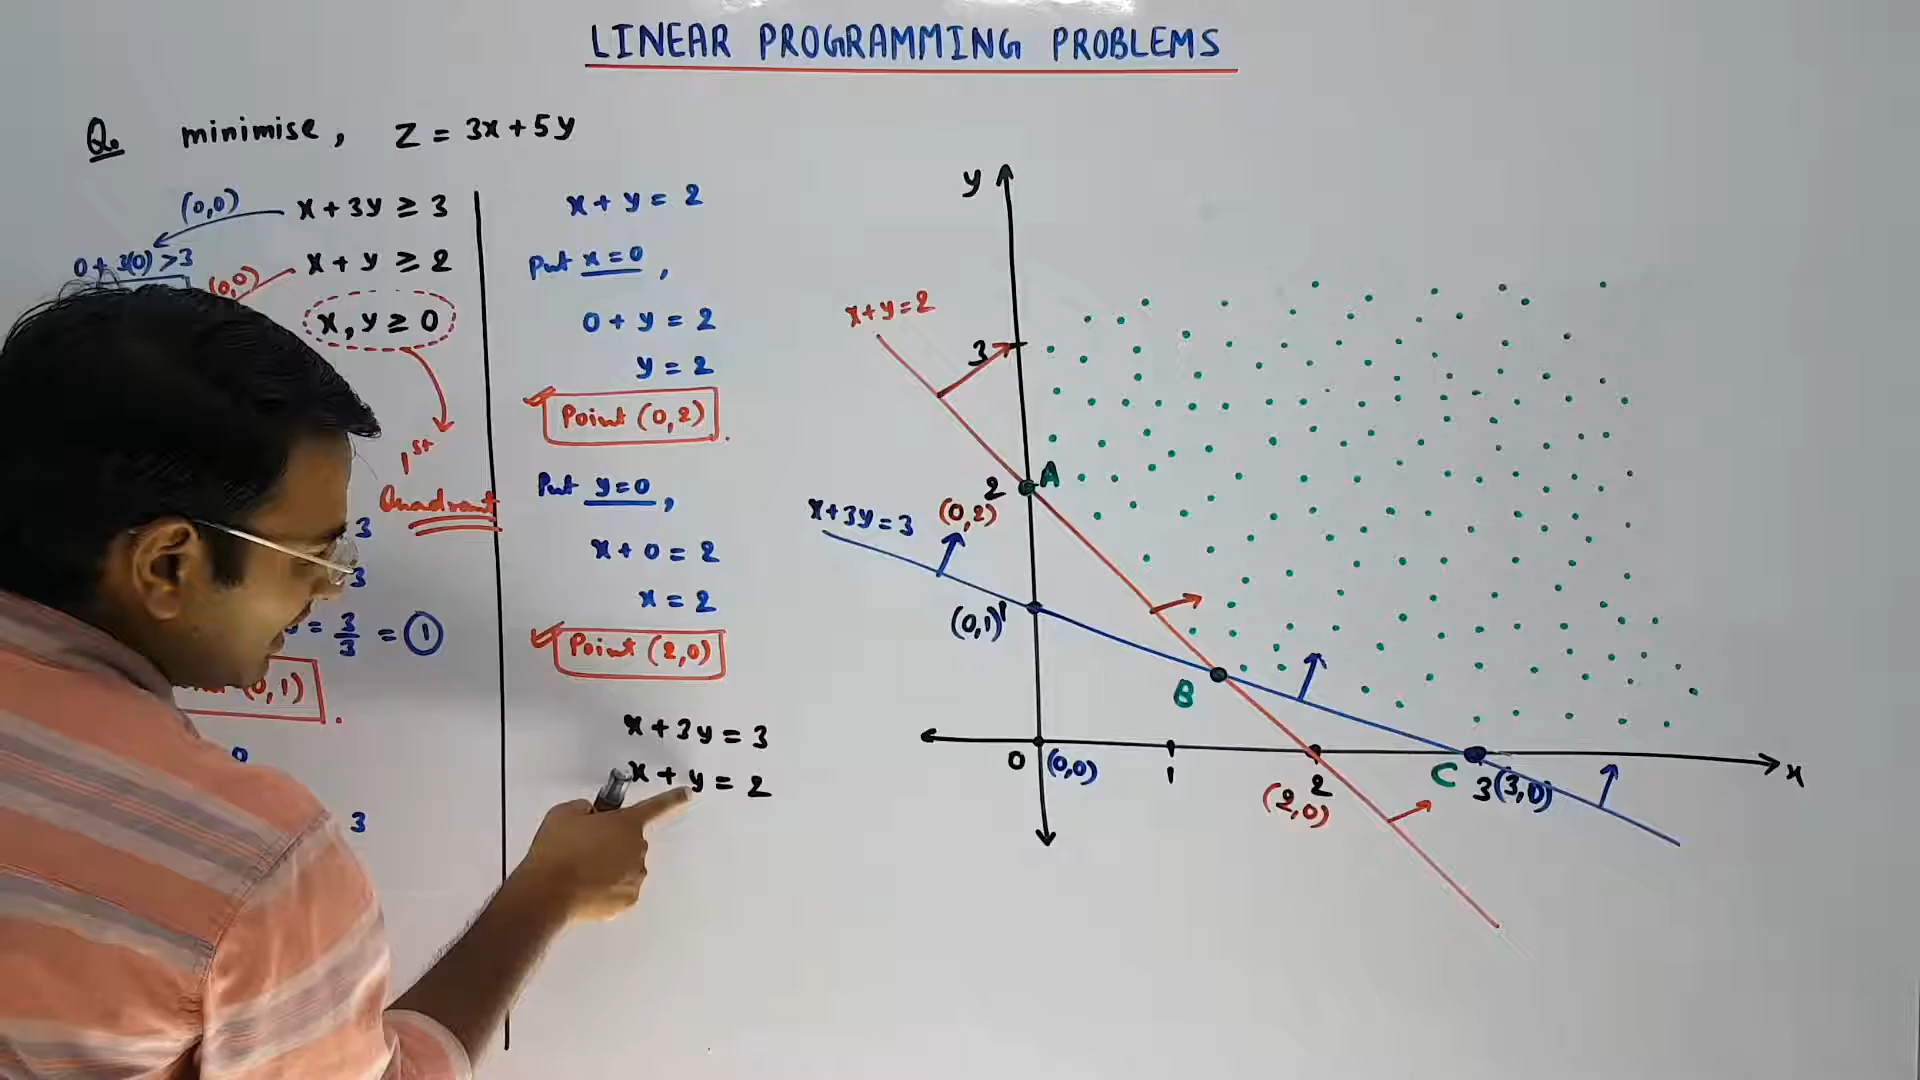 LINEAR PROGRAMMING PROBLEMS
Q. minimise, Z = 3x + 5y
(0,0) x + 3y ≥ 3
0 + 3(0) > 3
(0,0) x + y ≥ 2
x, y ≥ 0
1st
Quadrant
3
3
= 3/3 = 1
(0,1)
0
3
x + y = 2
Put x = 0,
0 + y = 2
y = 2
Point (0,2)
Put y = 0,
x + 0 = 2
x = 2
Point (2,0)
x + 3y = 3
x + y = 2
y
x+y=2
3
2 A
(0,2)
x+3y=3
(0,1) 1
B
0 (0,0) 1 2 C 3(3,0) x
(2,0)